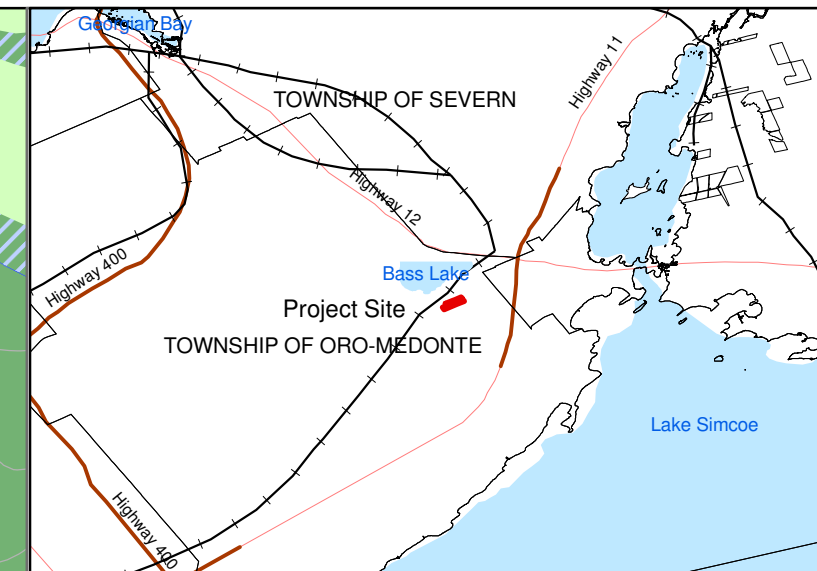 Georgian Bay
Highway 11
TOWNSHIP OF SEVERN
Highway 12
Highway 400
Bass Lake
Project Site
TOWNSHIP OF ORO-MEDONTE
Lake Simcoe
Highway 400